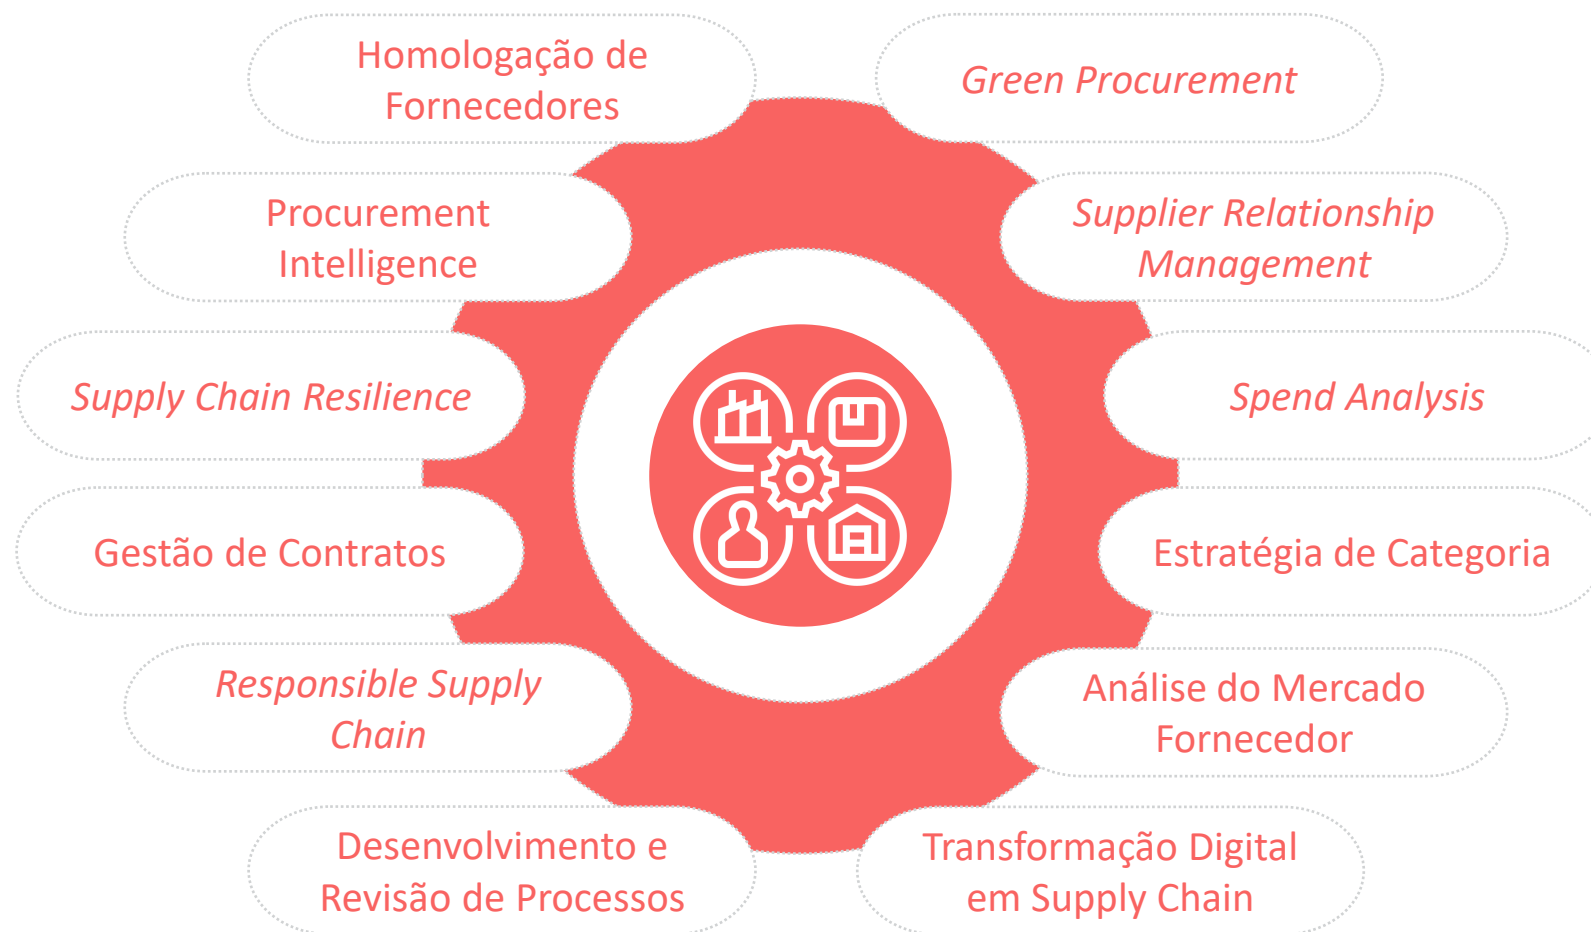 Homologação de
Fornecedores
Green Procurement
Procurement
Intelligence
Supplier Relationship
Management
Supply Chain Resilience
Spend Analysis
Gestão de Contratos
Estratégia de Categoria
Responsible Supply
Chain
Análise do Mercado
Fornecedor
Desenvolvimento e
Revisão de Processos
Transformação Digital
em Supply Chain